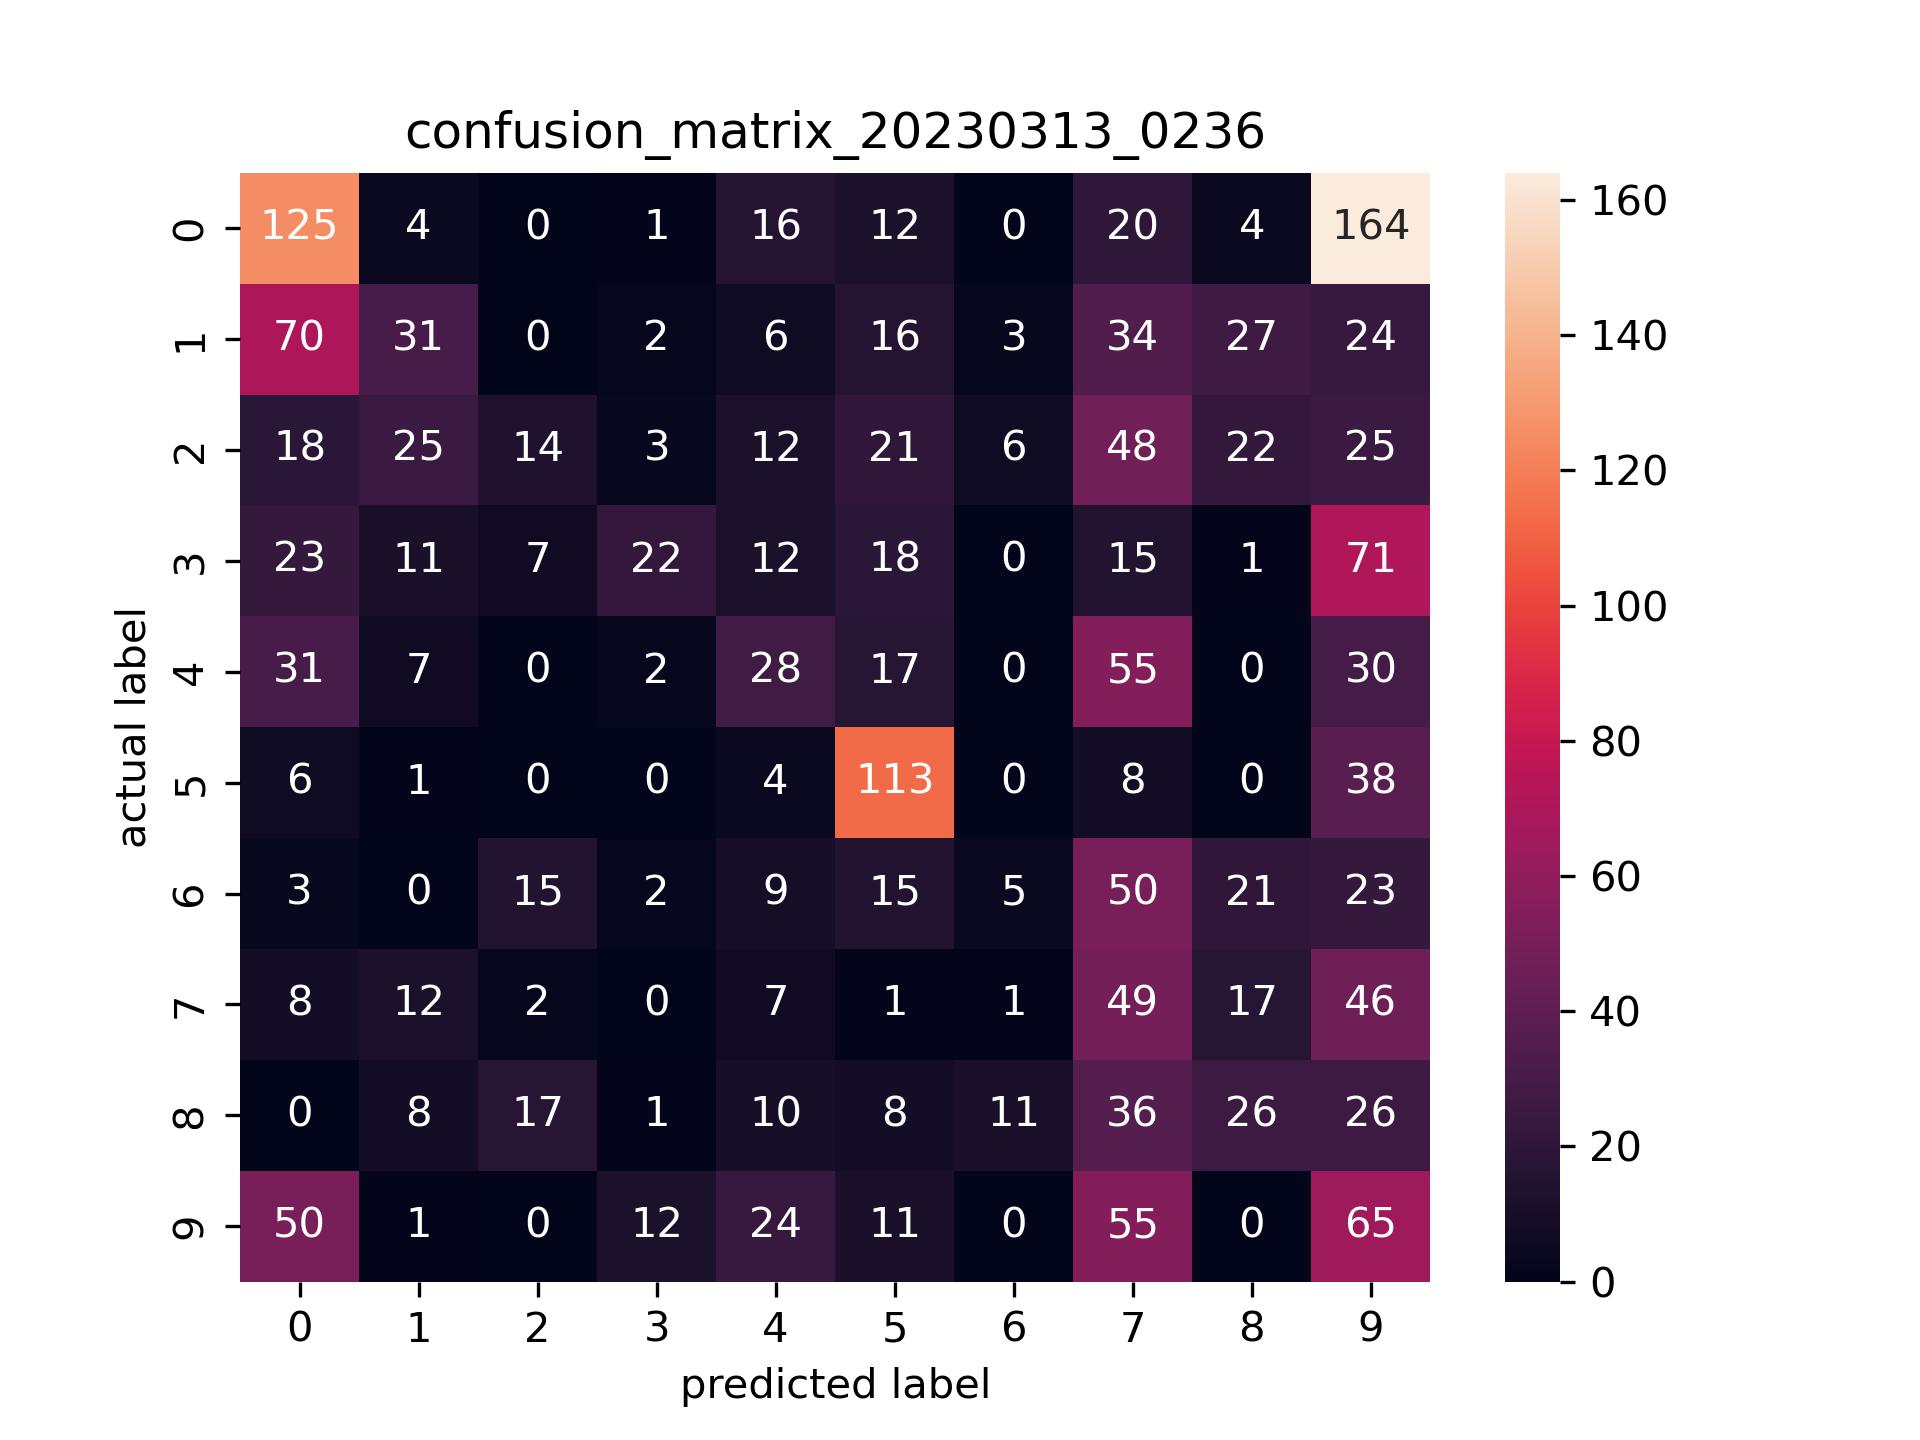 confusion_matrix_20230313_0236
0 125 4 0 1 16 12 0 20 4 164
1 70 31 0 2 6 16 3 34 27 24
2 18 25 14 3 12 21 6 48 22 25
3 23 11 7 22 12 18 0 15 1 71
4 31 7 0 2 28 17 0 55 0 30
5 6 1 0 0 4 113 0 8 0 38
6 3 0 15 2 9 15 5 50 21 23
7 8 12 2 0 7 1 1 49 17 46
8 0 8 17 1 10 8 11 36 26 26
9 50 1 0 12 24 11 0 55 0 65
0 1 2 3 4 5 6 7 8 9
predicted label
actual label
160
140
120
100
80
60
40
20
0